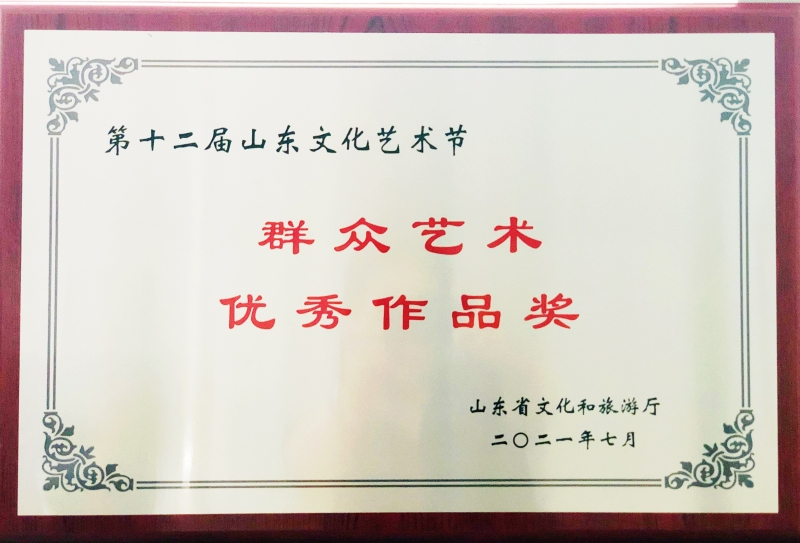 第十二届山东文化艺术节
群众艺术
优秀作品奖
山东省文化和旅游厅
二〇二一年七月